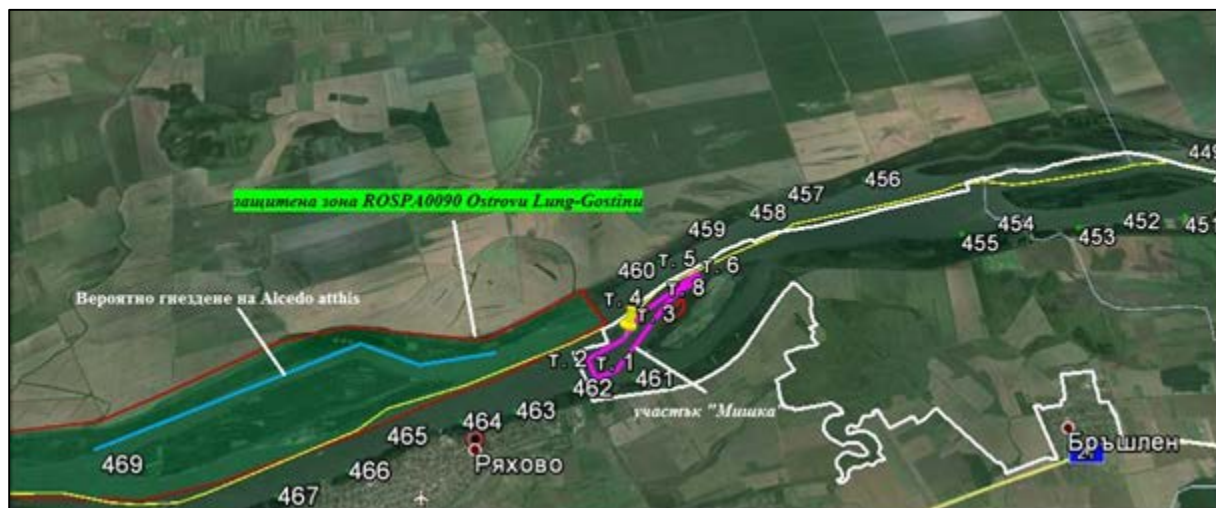 449
456
457
458
454
452
451
459
455
453
защитена зона ROSPA0090 Ostrovu Lung-Gostinu
460
т. 5
т. 6
т. 8
т. 4
т. 3
Вероятно гнездене на Alcedo atthis
т. 2
т. 1
462
461
участък "Мишка"
463
464
465
469
466
Ряхово
467
Бръшлен
21